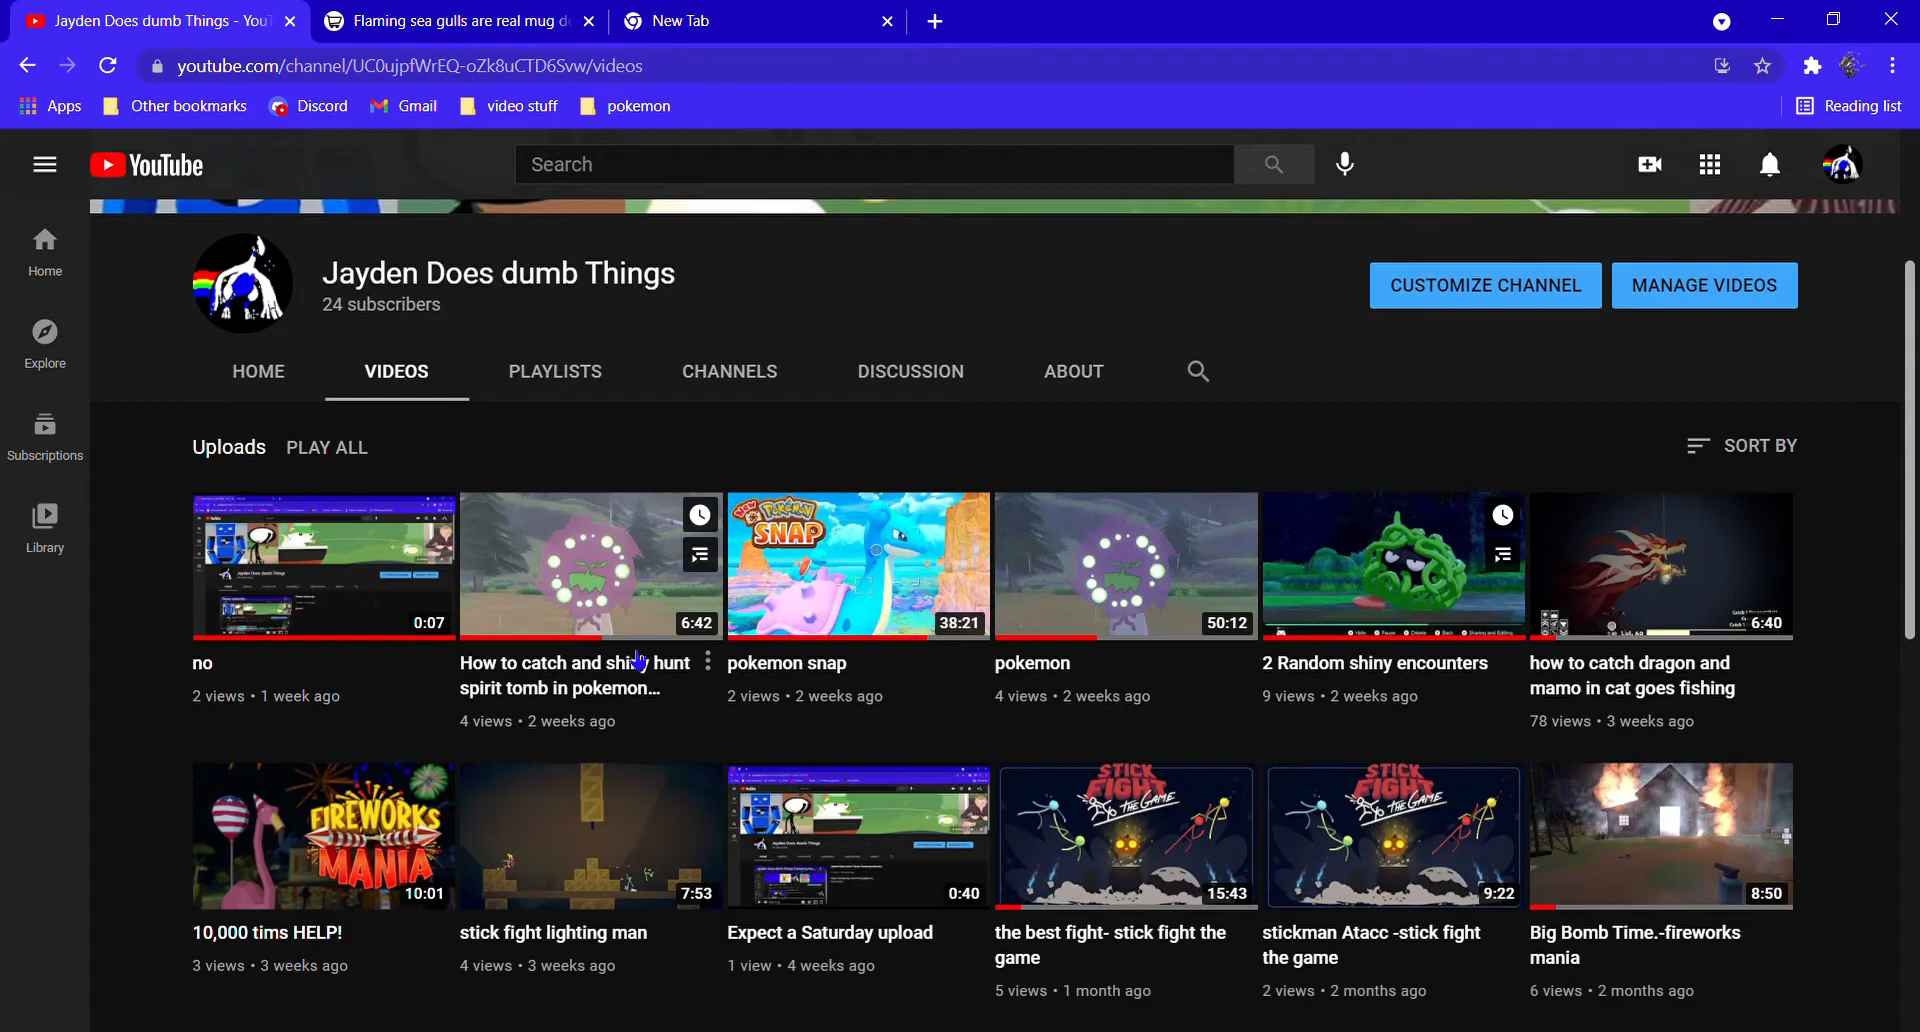 Jayden Does dumb Things - YouT
Flaming sea gulls are real mug de
New Tab
youtube.com/channel/UC0ujpfWrEQ-oZk8uCTD6Svw/videos
Apps Other bookmarks Discord Gmail video stuff pokemon Reading list
YouTube
Search
Home
Explore
Subscriptions
Library
Jayden Does dumb Things
24 subscribers
CUSTOMIZE CHANNEL
MANAGE VIDEOS
HOME VIDEOS PLAYLISTS CHANNELS DISCUSSION ABOUT
Uploads PLAY ALL
SORT BY
0:07
no
2 views • 1 week ago
6:42
How to catch and shiny hunt
spirit tomb in pokemon...
4 views • 2 weeks ago
New Pokémon
SNAP
38:21
pokemon snap
2 views • 2 weeks ago
50:12
pokemon
4 views • 2 weeks ago
2 Random shiny encounters
9 views • 2 weeks ago
6:40
how to catch dragon and
mamo in cat goes fishing
78 views • 3 weeks ago
FIREWORKS
MANIA
10:01
10,000 tims HELP!
3 views • 3 weeks ago
7:53
stick fight lighting man
4 views • 3 weeks ago
0:40
Expect a Saturday upload
1 view • 4 weeks ago
STICK
FIGHT
THE GAME
15:43
the best fight- stick fight the
game
5 views • 1 month ago
STICK
FIGHT
THE GAME
9:22
stickman Atacc -stick fight
the game
2 views • 2 months ago
8:50
Big Bomb Time.-fireworks
mania
6 views • 2 months ago